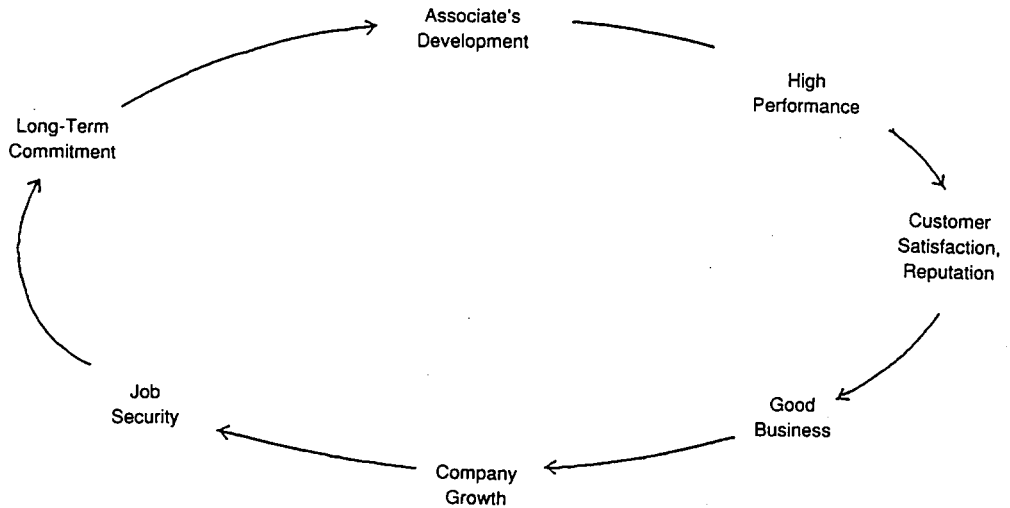 Associate's
Development
High
Performance
Customer
Satisfaction,
Reputation
Good
Business
Company
Growth
Job
Security
Long-Term
Commitment